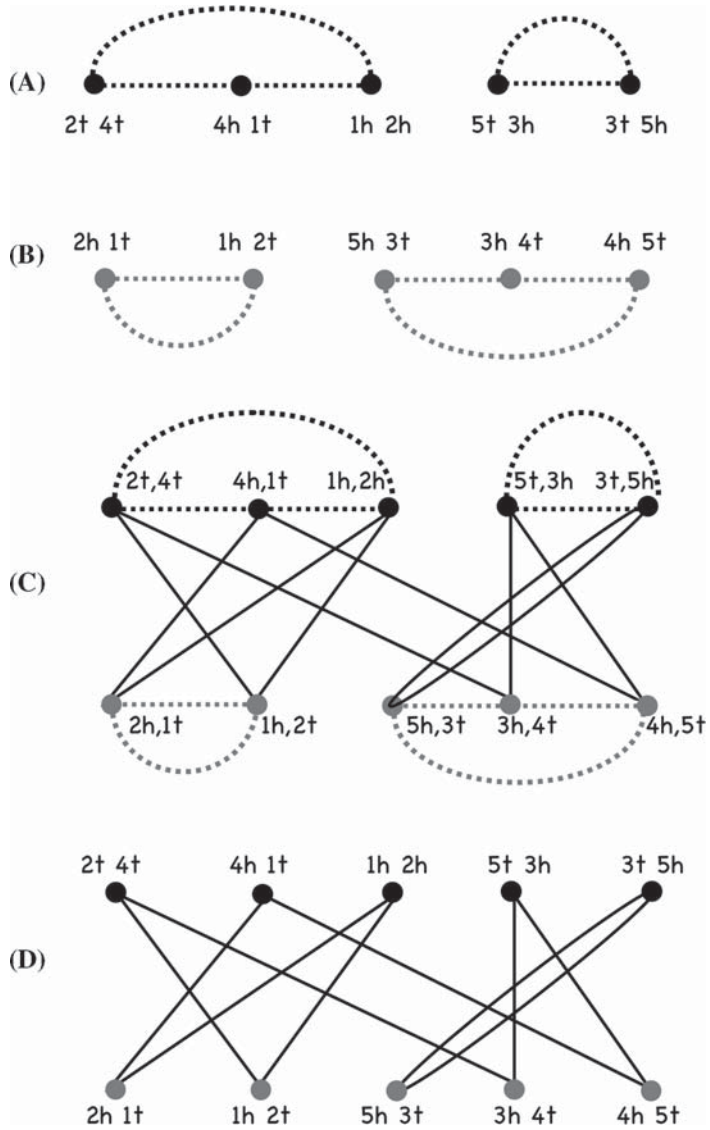 (A)
2t 4t 4h 1t 1h 2h 5t 3h 3t 5h
2h 1t 1h 2t 5h 3t 3h 4t 4h 5t
(B)
2t,4t 4h,1t 1h,2h 5t,3h 3t,5h
(C)
2h,1t 1h,2t 5h,3t 3h,4t 4h,5t
2t 4t 4h 1t 1h 2h 5t 3h 3t 5h
(D)
2h 1t 1h 2t 5h 3t 3h 4t 4h 5t